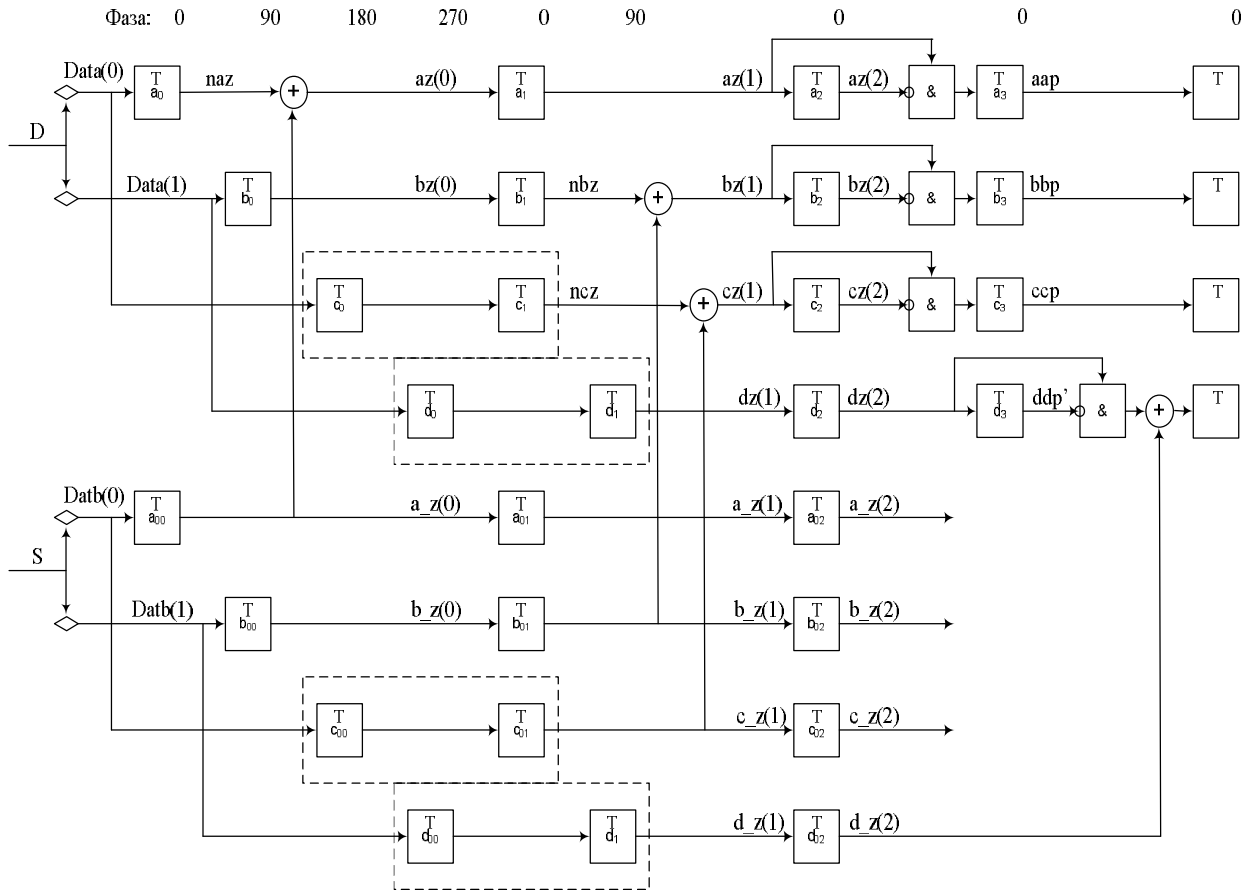 Фаза: 0 90 180 270 0 90 0 0 0
Data(0) T a0 naz + az(0) T a1 az(1) T a2 az(2) & T a3 aap T
D
Data(1) T b0 bz(0) T b1 nbz + bz(1) T b2 bz(2) & T b3 bbp T
T c0 T c1 ncz + cz(1) T c2 cz(2) & T c3 ccp T
T d0 T d1 dz(1) T d2 dz(2) T d3 ddp' & + T
Datb(0) T a00 a_z(0) T a01 a_z(1) T a02 a_z(2)
S
Datb(1) T b00 b_z(0) T b01 b_z(1) T b02 b_z(2)
T c00 T c01 c_z(1) T c02 c_z(2)
T d00 T d1 d_z(1) T d02 d_z(2)